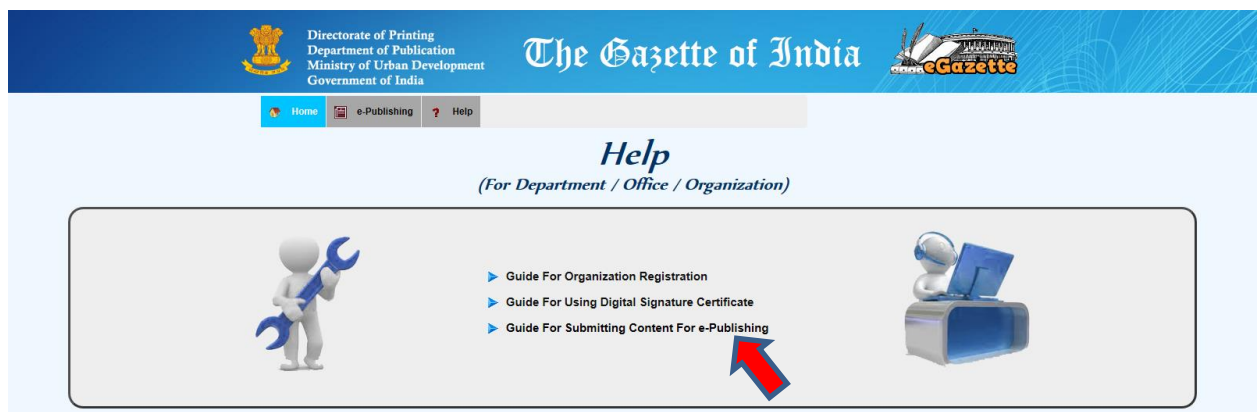 Directorate of Printing
Department of Publication
Ministry of Urban Development
Government of India
The Gazette of India
eGazette
Home e-Publishing ? Help
Help
(For Department / Office / Organization)
Guide For Organization Registration
Guide For Using Digital Signature Certificate
Guide For Submitting Content For e-Publishing